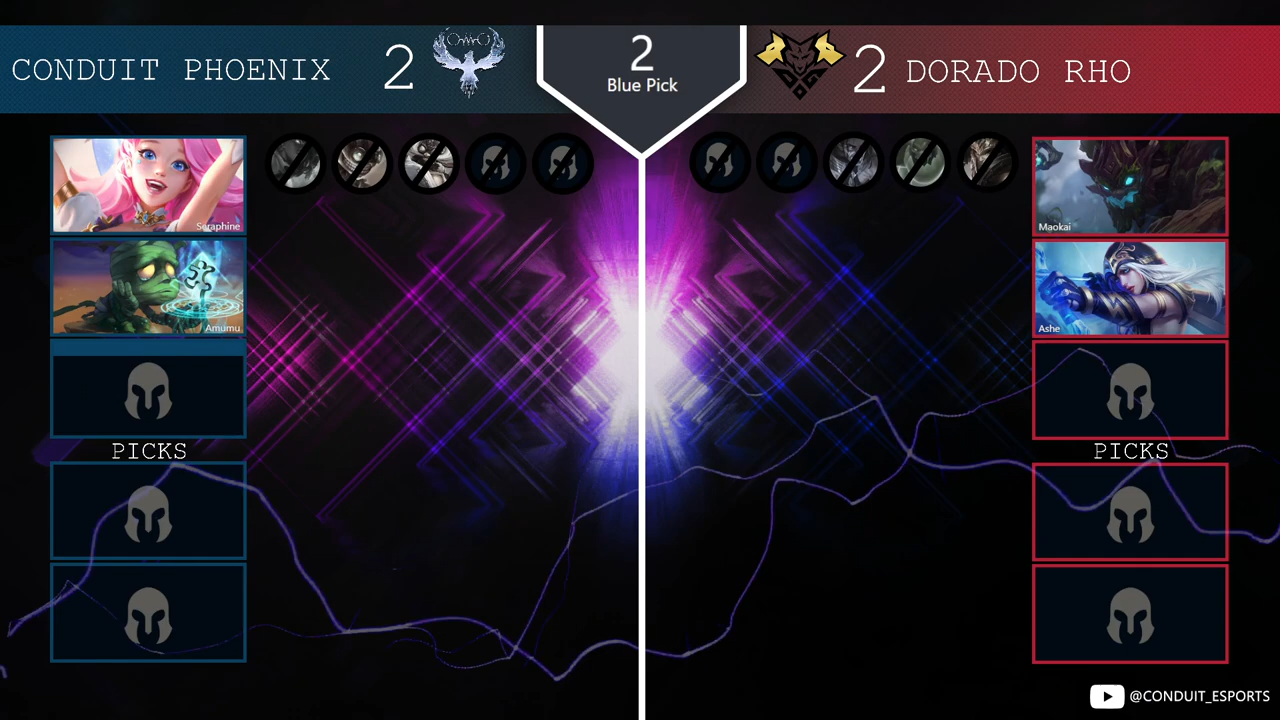 CONDUIT PHOENIX 2
2
Blue Pick
2 DORADO RHO
Seraphine
Amumu
PICKS
Maokai
Ashe
PICKS
@CONDUIT_ESPORTS